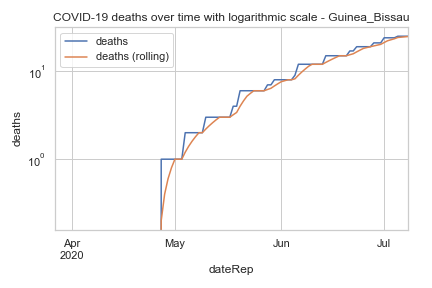 COVID-19 deaths over time with logarithmic scale - Guinea_Bissau
deaths
deaths (rolling)
10¹
10⁰
deaths
Apr
2020
May
Jun
Jul
dateRep